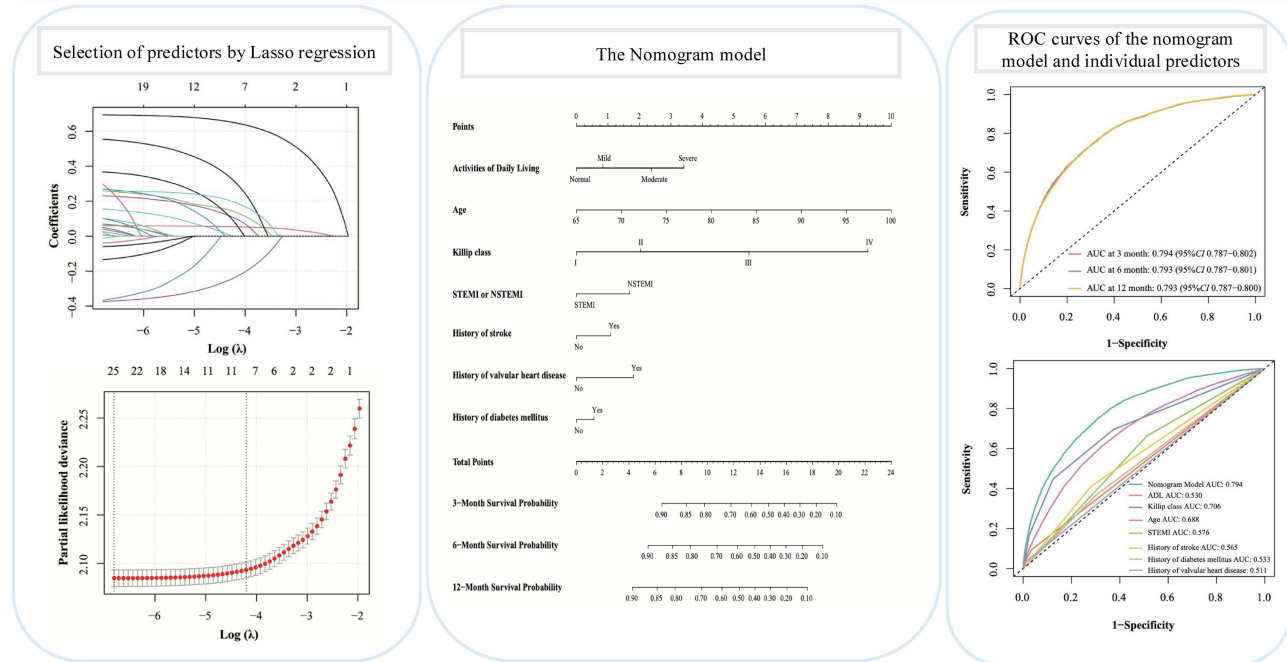 Selection of predictors by Lasso regression
19 12 7 2 1
0.6
0.4
0.2
0.0
−0.2
−0.4
Coefficients
−6 −5 −4 −3 −2
Log (λ)
25 22 18 14 11 11 7 6 2 2 2 1
2.25
2.20
2.15
2.10
Partial likelihood deviance
−6 −5 −4 −3 −2
Log (λ)
The Nomogram model
Points
0 1 2 3 4 5 6 7 8 9 10
Activities of Daily Living
Mild Severe
Normal Moderate
Age
65 70 75 80 85 90 95 100
Killip class
II IV
I III
STEMI or NSTEMI
NSTEMI
STEMI
History of stroke
Yes
No
History of valvular heart disease
Yes
No
History of diabetes mellitus
Yes
No
Total Points
0 2 4 6 8 10 12 14 16 18 20 22 24
3−Month Survival Probability
0.90 0.85 0.80 0.70 0.60 0.50 0.40 0.30 0.20 0.10
6−Month Survival Probability
0.90 0.85 0.80 0.70 0.60 0.50 0.40 0.30 0.20 0.10
12−Month Survival Probability
0.90 0.85 0.80 0.70 0.60 0.50 0.40 0.30 0.20 0.10
ROC curves of the nomogram
model and individual predictors
1.0
0.8
0.6
0.4
0.2
0.0
Sensitivity
AUC at 3 month: 0.794 (95%CI 0.787−0.802)
AUC at 6 month: 0.793 (95%CI 0.787−0.801)
AUC at 12 month: 0.793 (95%CI 0.787−0.800)
0.0 0.2 0.4 0.6 0.8 1.0
1−Specificity
1.0
0.8
0.6
0.4
0.2
0.0
Sensitivity
Nomogram Model AUC: 0.794
ADL AUC: 0.530
Killip class AUC: 0.706
Age AUC: 0.688
STEMI AUC: 0.576
History of stroke AUC: 0.565
History of diabetes mellitus AUC: 0.533
History of valvular heart disease: 0.511
0.0 0.2 0.4 0.6 0.8 1.0
1−Specificity